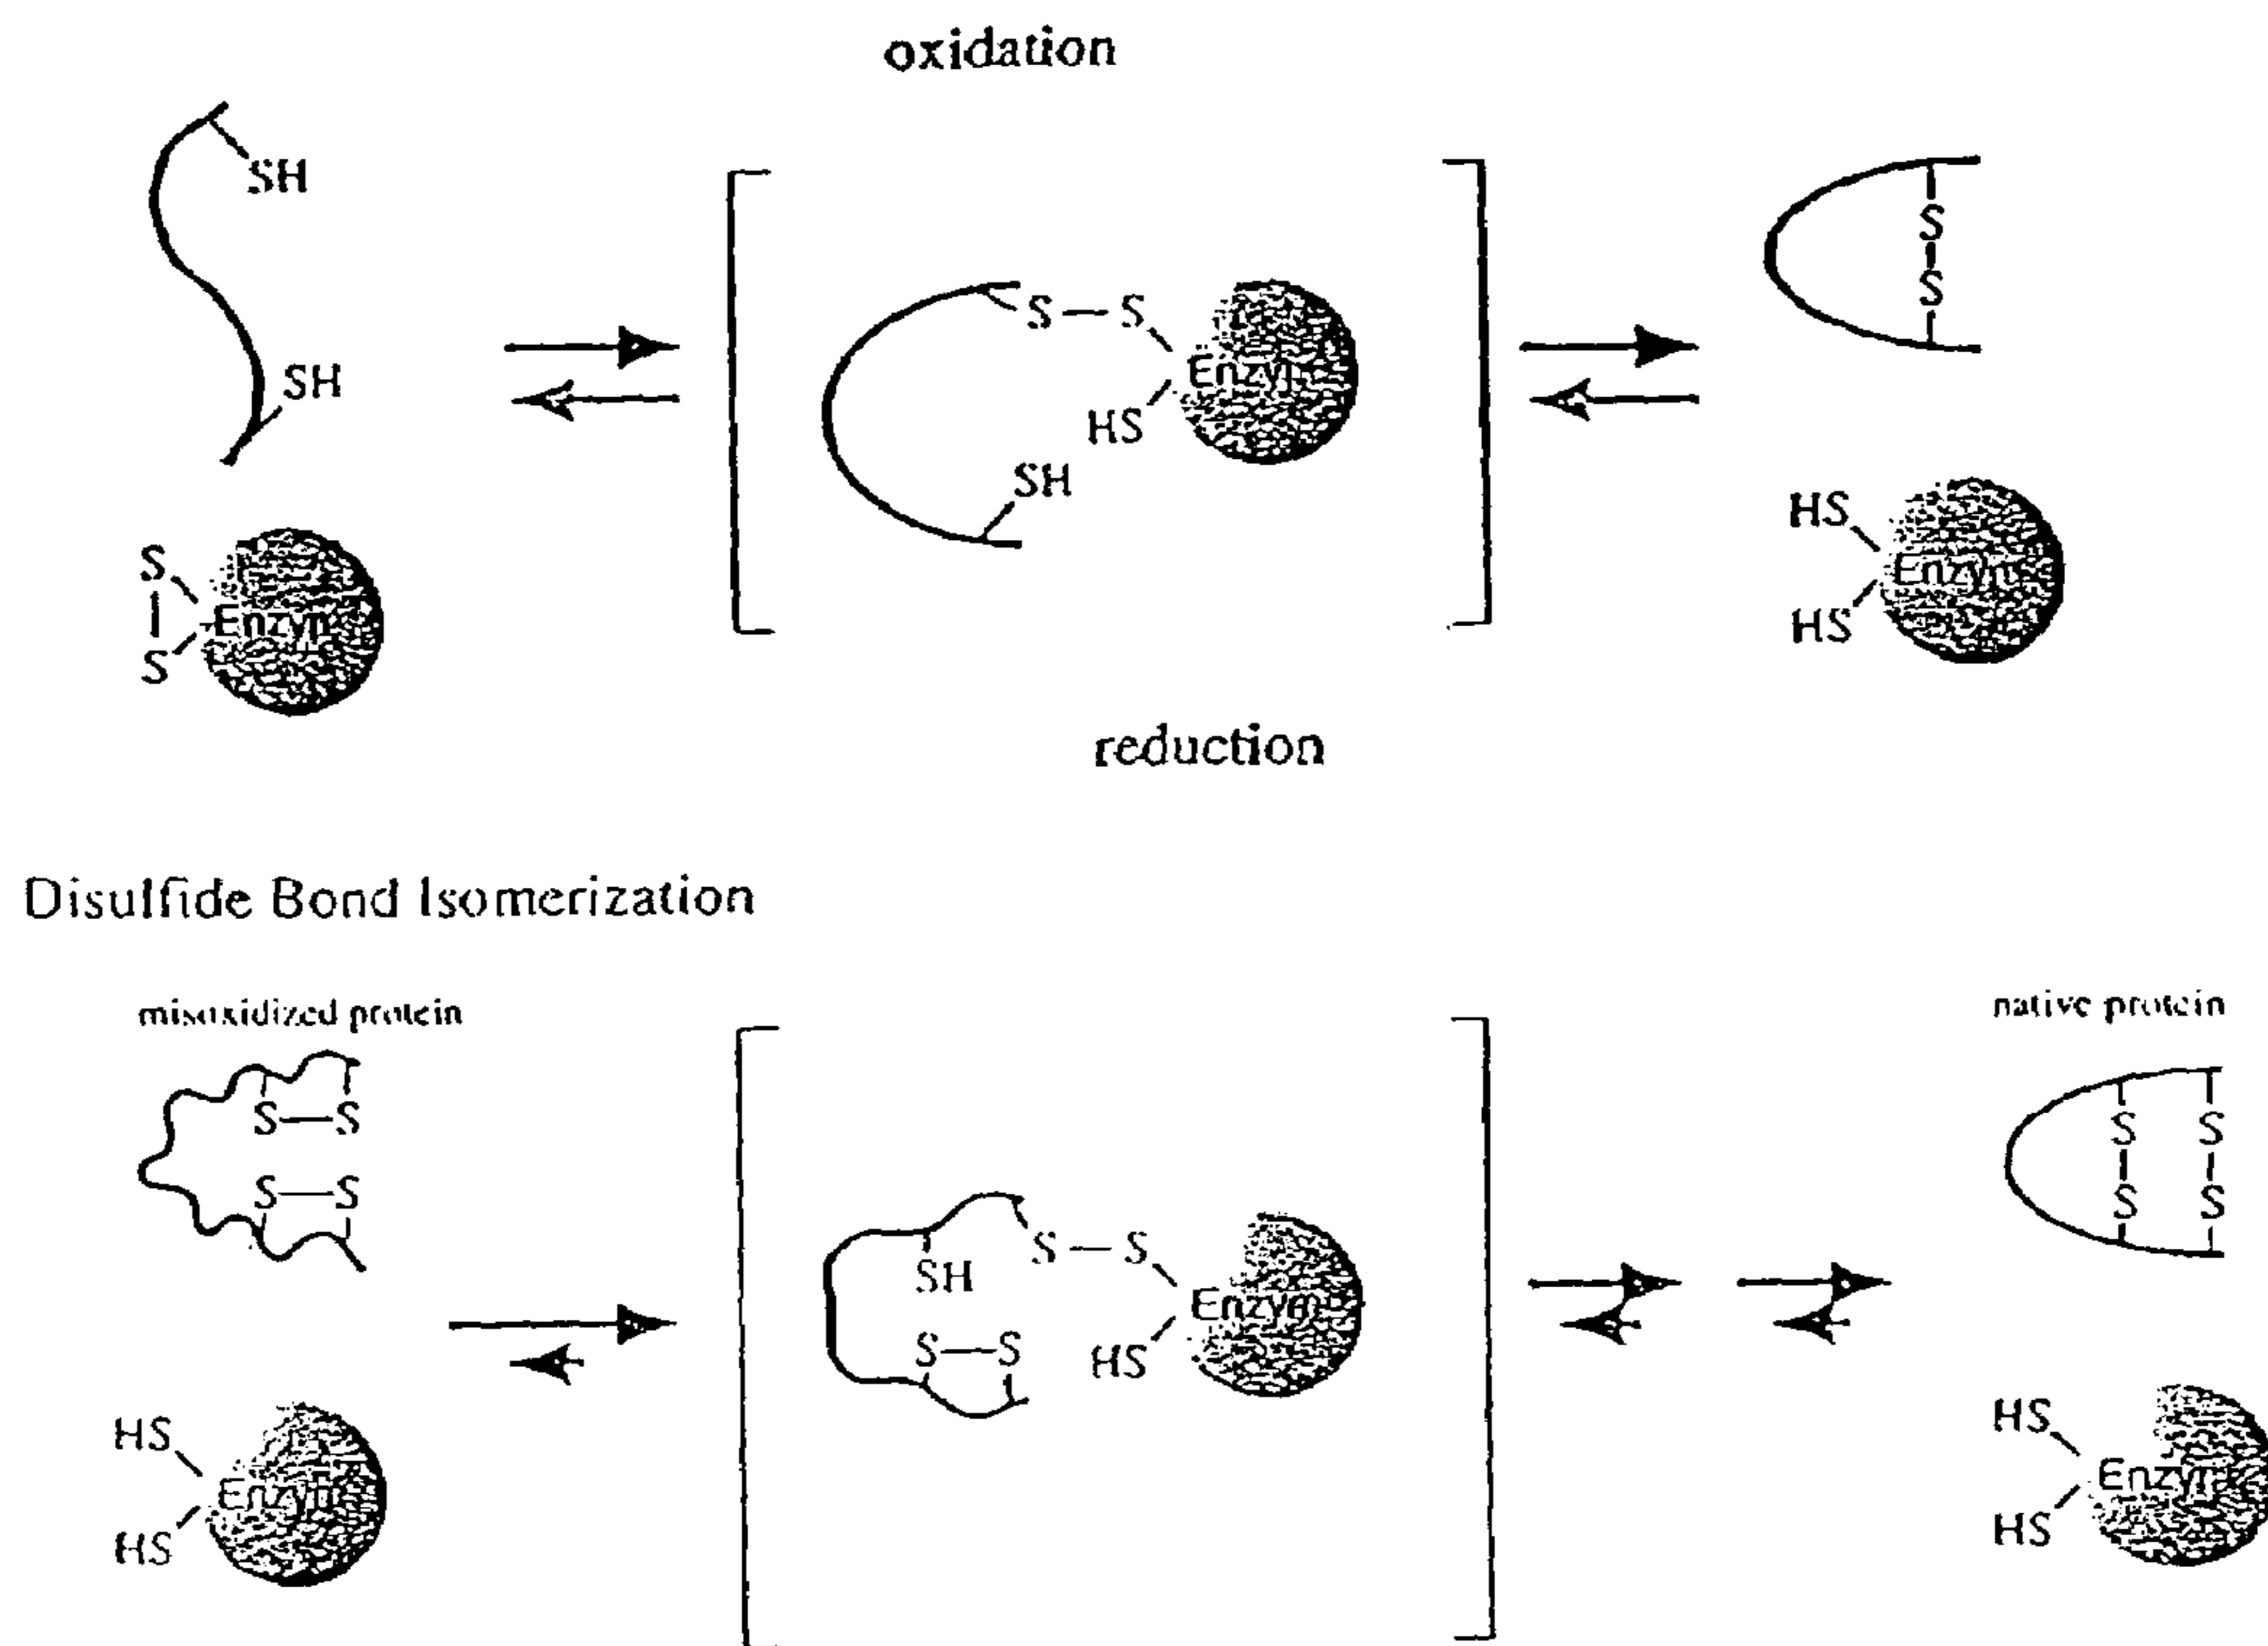 oxidation
SH
SH
S
S
Enzym
S — S
Enzym
HS
SH
S
S
HS
Enzym
HS
reduction
Disulfide Bond Isomerization
misoxidized protein
native protein
S — S
S — S
HS
Enzym
HS
SH
S — S
S — S
Enzym
HS
S S
S S
HS
Enzym
HS